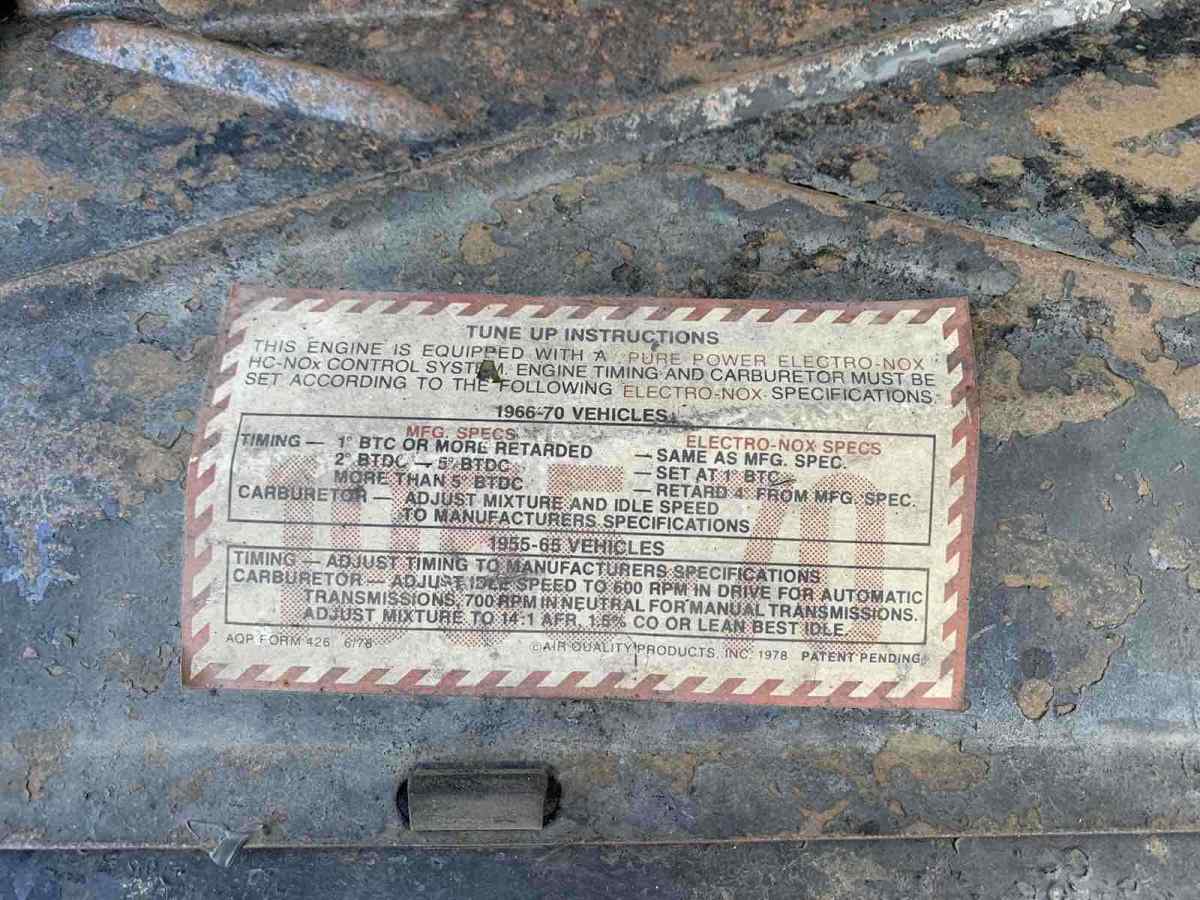 TUNE UP INSTRUCTIONS
THIS ENGINE IS EQUIPPED WITH A PURE POWER ELECTRO-NOX
HC-NOx CONTROL SYSTEM. ENGINE TIMING AND CARBURETOR MUST BE
SET ACCORDING TO THE FOLLOWING ELECTRO-NOX SPECIFICATIONS.
1966-70 VEHICLES
MFG. SPECS ELECTRO-NOX SPECS
TIMING — 1° BTC OR MORE RETARDED — SAME AS MFG. SPEC.
2° BTDC — 5° BTDC — SET AT 1° BTC
MORE THAN 5° BTDC — RETARD 4° FROM MFG. SPEC.
CARBURETOR — ADJUST MIXTURE AND IDLE SPEED
TO MANUFACTURERS SPECIFICATIONS
1955-65 VEHICLES
TIMING — ADJUST TIMING TO MANUFACTURERS SPECIFICATIONS
CARBURETOR — ADJUST IDLE SPEED TO 600 RPM IN DRIVE FOR AUTOMATIC
TRANSMISSIONS, 700 RPM IN NEUTRAL FOR MANUAL TRANSMISSIONS.
ADJUST MIXTURE TO 14:1 AFR, 1.5% CO OR LEAN BEST IDLE.
AQP FORM 426 6/78 ©AIR QUALITY PRODUCTS, INC. 1978 PATENT PENDING